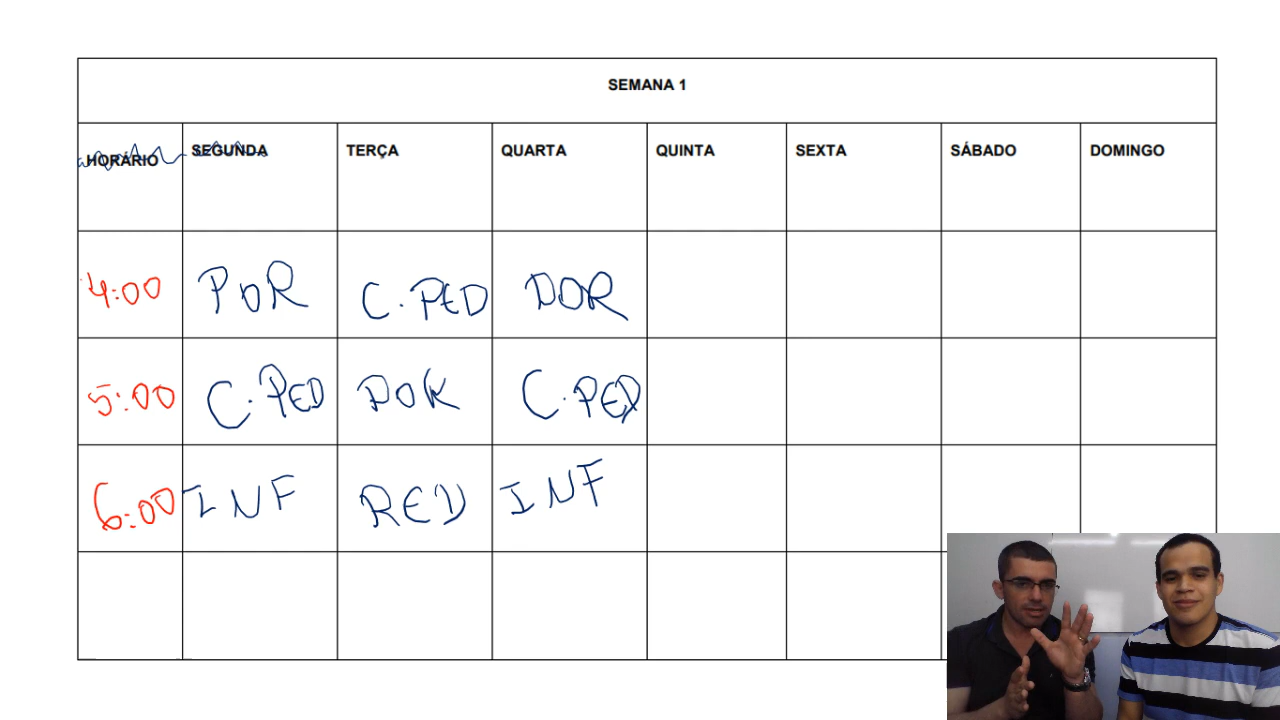 SEMANA 1
HORÁRIO SEGUNDA TERÇA QUARTA QUINTA SEXTA SÁBADO DOMINGO
4:00 POR C.PED POR
5:00 C.PED POR C.PED
6:00 INF RED INF